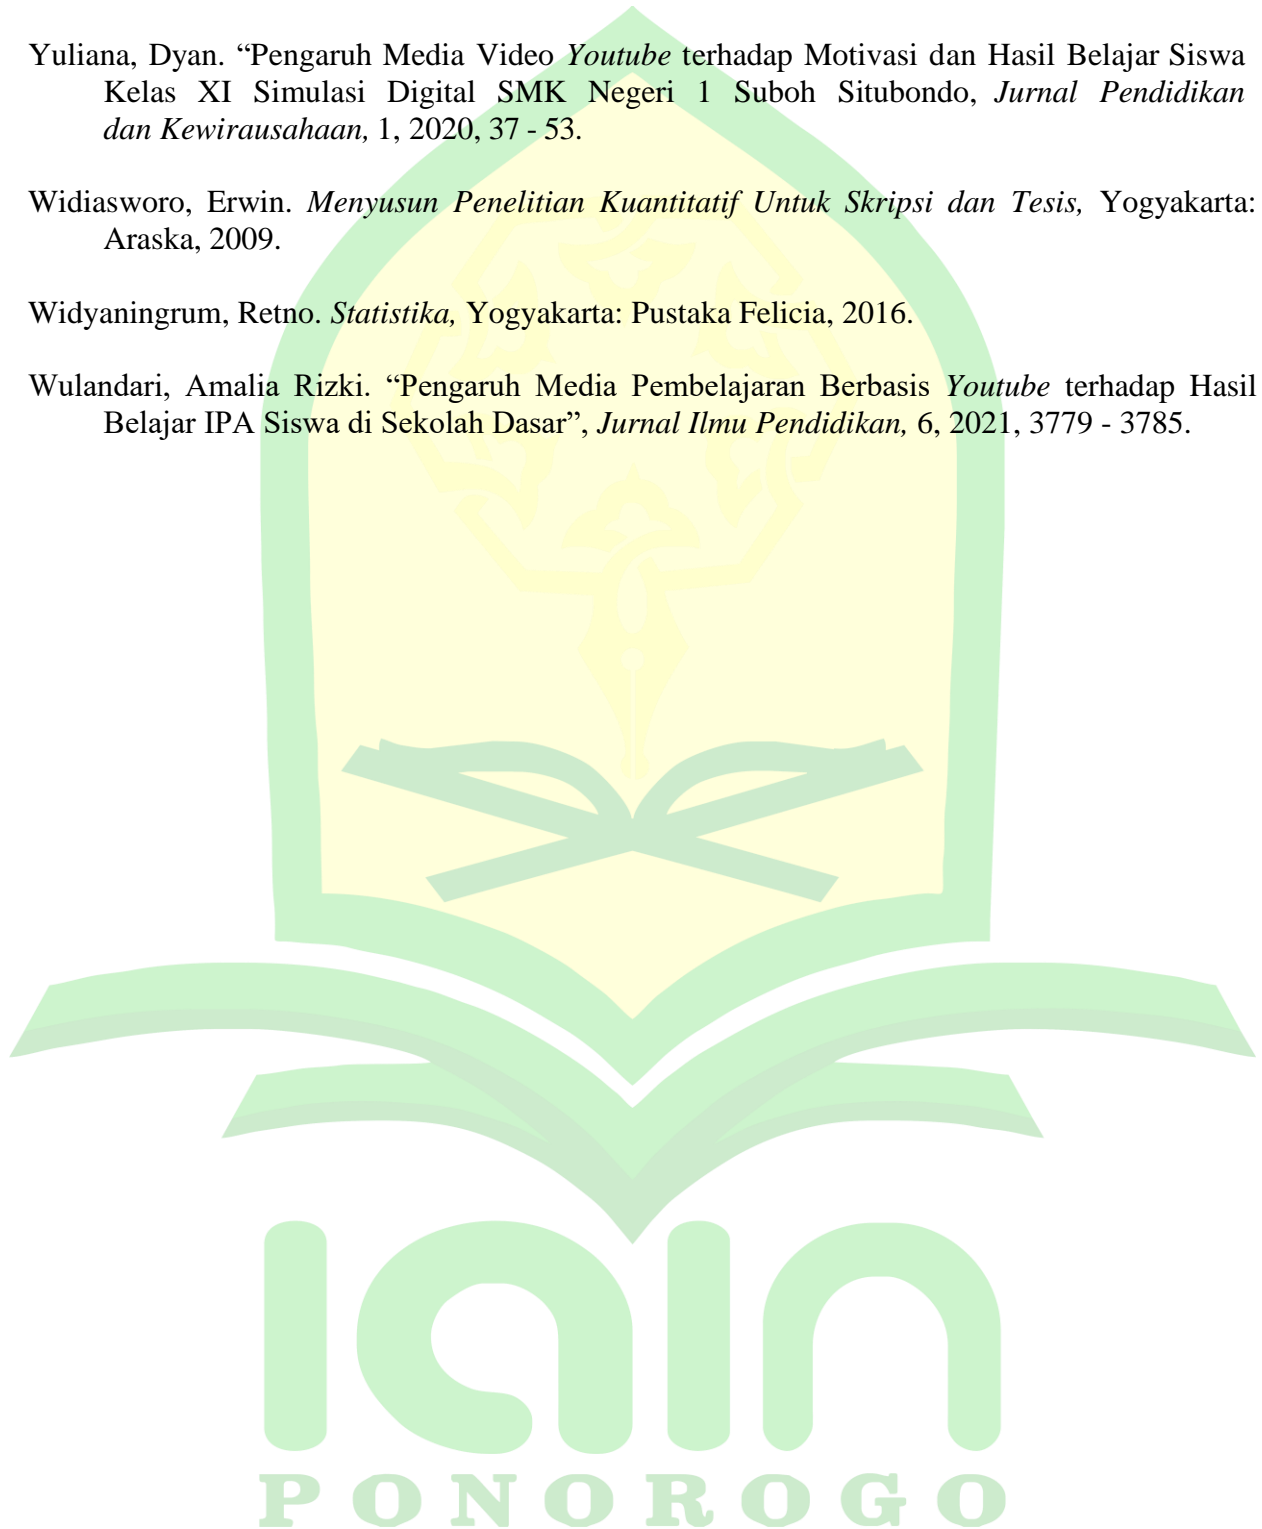 Yuliana, Dyan. “Pengaruh Media Video Youtube terhadap Motivasi dan Hasil Belajar Siswa
Kelas XI Simulasi Digital SMK Negeri 1 Suboh Situbondo, Jurnal Pendidikan
dan Kewirausahaan, 1, 2020, 37 - 53.
Widiasworo, Erwin. Menyusun Penelitian Kuantitatif Untuk Skripsi dan Tesis, Yogyakarta:
Araska, 2009.
Widyaningrum, Retno. Statistika, Yogyakarta: Pustaka Felicia, 2016.
Wulandari, Amalia Rizki. “Pengaruh Media Pembelajaran Berbasis Youtube terhadap Hasil
Belajar IPA Siswa di Sekolah Dasar”, Jurnal Ilmu Pendidikan, 6, 2021, 3779 - 3785.
iain
PONOROGO